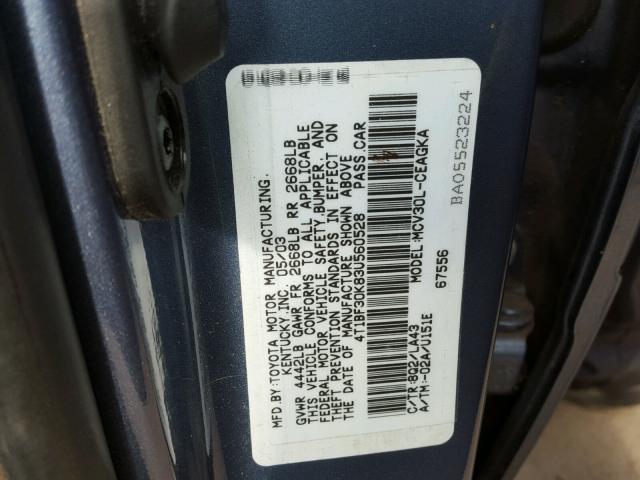 MFD.BY:TOYOTA MOTOR MANUFACTURING,
KENTUCKY,INC. 05/03
GVWR 4442LB GAWR FR 2668LB RR 2668LB
THIS VEHICLE CONFORMS TO ALL APPLICABLE
FEDERAL MOTOR VEHICLE SAFETY,BUMPER, AND
THEFT PREVENTION STANDARDS IN EFFECT ON
THE DATE OF MANUFACTURE SHOWN ABOVE
4T1BF30K83U560528 PASS CAR
C/TR:8Q2/LA43 MODEL:MCV30L-CEAGKA
A/TM:-02A/U151E 67556
BA05523224